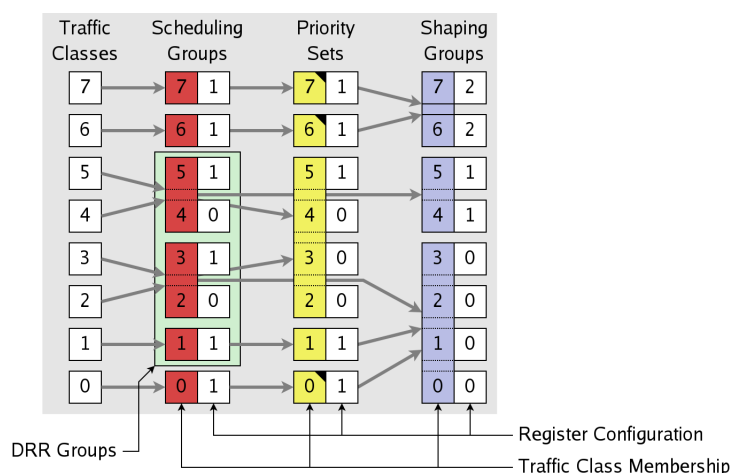 Traffic Scheduling Priority Shaping
Classes Groups Sets Groups
7 7 1 7 1 7 2
6 6 1 6 1 6 2
5 5 1 5 1 5 1
4 4 0 4 0 4 1
3 3 1 3 0 3 0
2 2 0 2 0 2 0
1 1 1 1 1 1 0
0 0 1 0 1 0 0
Register Configuration
DRR Groups
Traffic Class Membership